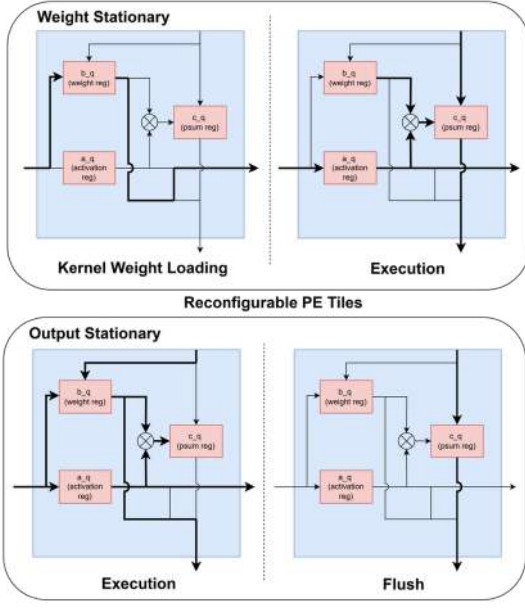 Weight Stationary
b_q
(weight reg)
c_q
(psum reg)
a_q
(activation
reg)
Kernel Weight Loading
b_q
(weight reg)
c_q
(psum reg)
a_q
(activation
reg)
Execution
Reconfigurable PE Tiles
Output Stationary
b_q
(weight reg)
c_q
(psum reg)
a_q
(activation
reg)
Execution
b_q
(weight reg)
c_q
(psum reg)
a_q
(activation
reg)
Flush